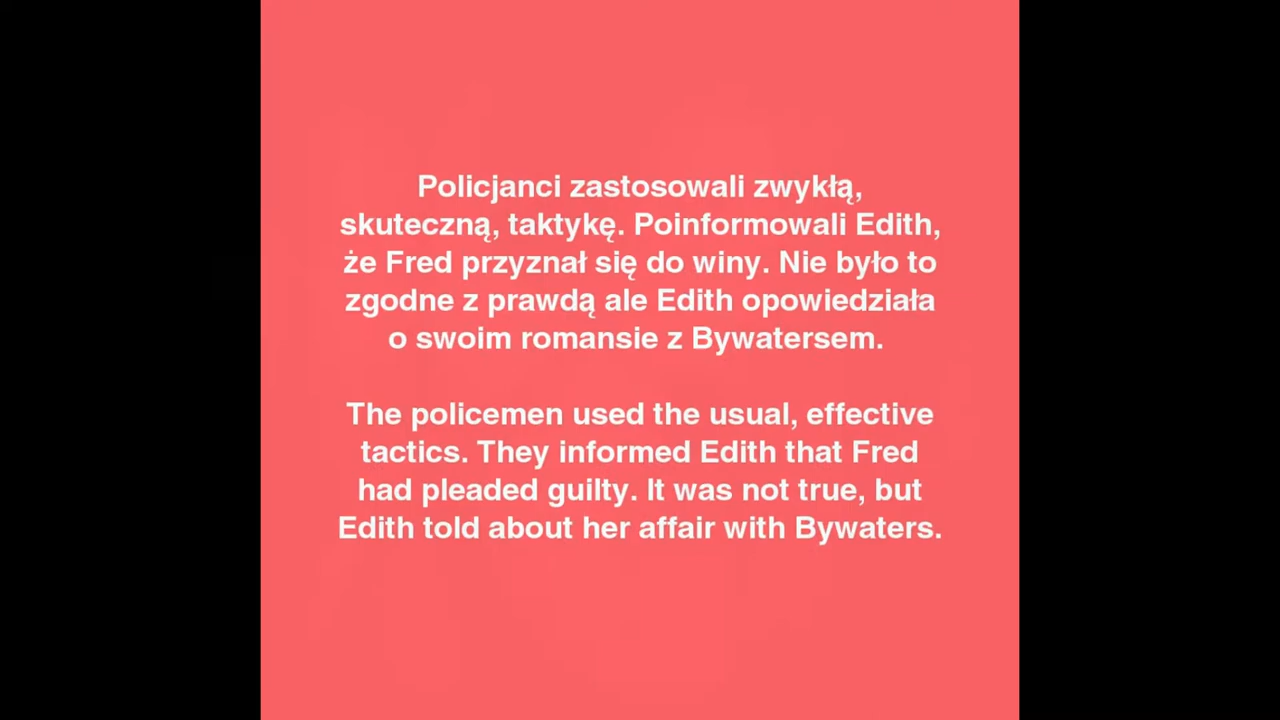 Policjanci zastosowali zwykłą,
skuteczną, taktykę. Poinformowali Edith,
że Fred przyznał się do winy. Nie było to
zgodne z prawdą ale Edith opowiedziała
o swoim romansie z Bywatersem.
The policemen used the usual, effective
tactics. They informed Edith that Fred
had pleaded guilty. It was not true, but
Edith told about her affair with Bywaters.